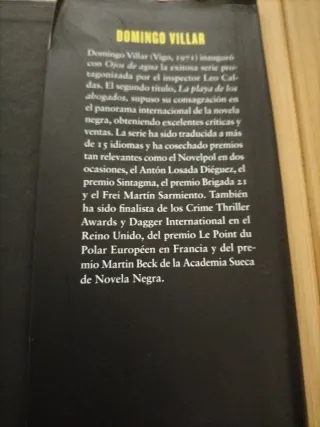 DOMINGO VILLAR
Domingo Villar (Vigo, 1971) inauguró
con Ojos de agua la exitosa serie pro-
tagonizada por el inspector Leo Cal-
das. El segundo título, La playa de los
abogados, supuso su consagración en
el panorama internacional de la novela
negra, obteniendo excelentes críticas y
ventas. La serie ha sido traducida a más
de 15 idiomas y ha cosechado premios
tan relevantes como el Novelpol en dos
ocasiones, el Antón Losada Diéguez, el
premio Sintagma, el premio Brigada 21
y el Frei Martín Sarmiento. También
ha sido finalista de los Crime Thriller
Awards y Dagger International en el
Reino Unido, del premio Le Point du
Polar Européen en Francia y del pre-
mio Martin Beck de la Academia Sueca
de Novela Negra.